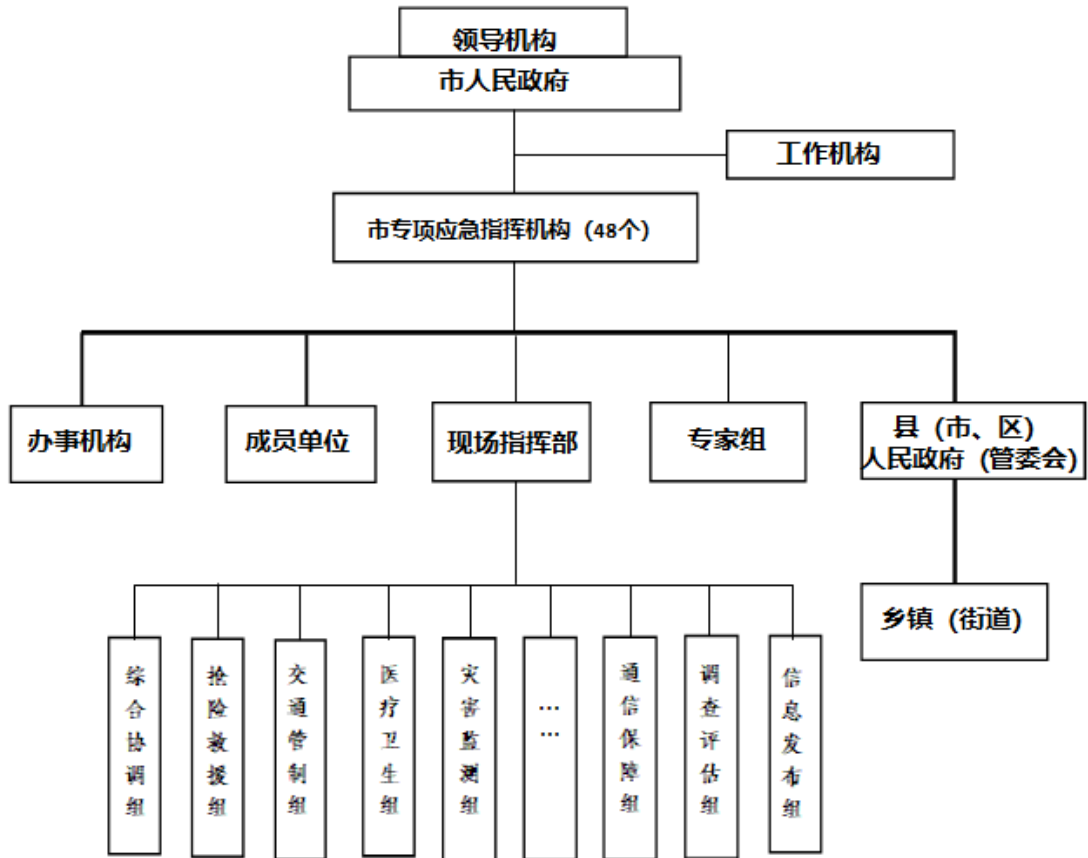 领导机构
市人民政府
工作机构
市专项应急指挥机构（48个）
办事机构
成员单位
现场指挥部
专家组
县（市、区）
人民政府（管委会）
乡镇（街道）
综合协调组
抢险救援组
交通管制组
医疗卫生组
灾害监测组
……
通信保障组
调查评估组
信息发布组